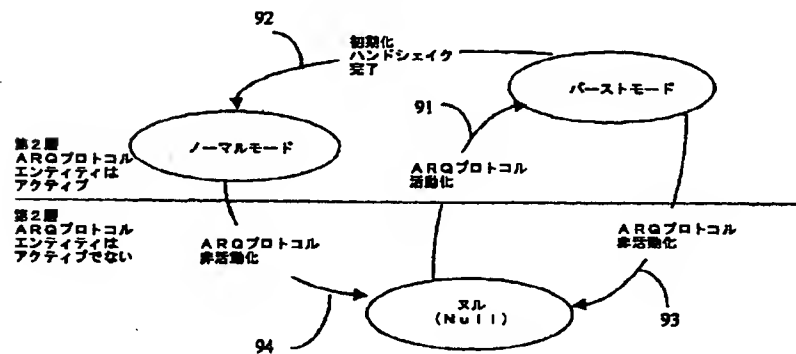 92
初期化
ハンドシェイク
完了
バーストモード
91
ノーマルモード
第2層
ARQプロトコル
エンティティは
アクティブ
ARQプロトコル
活動化
第2層
ARQプロトコル
エンティティは
アクティブでない
ARQプロトコル
非活動化
ARQプロトコル
非活動化
ヌル
(Null)
93
94